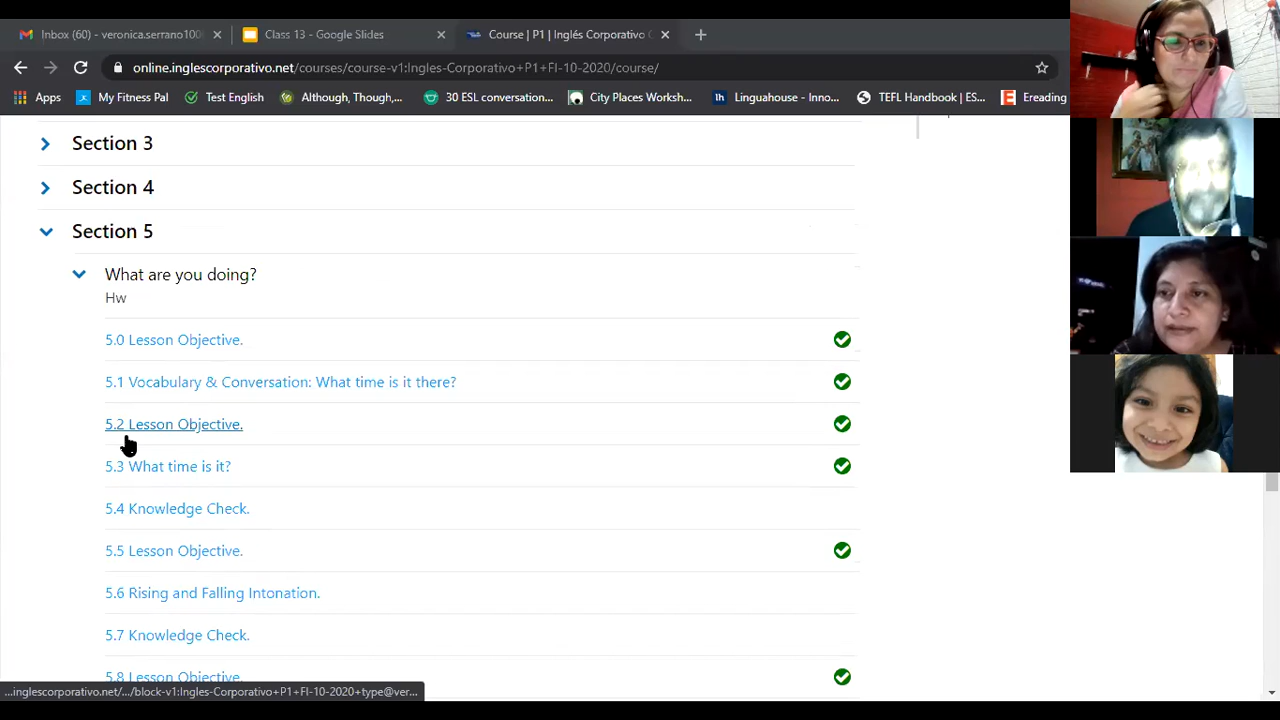 Inbox (60) - veronica.serrano100
Class 13 - Google Slides
Course | P1 | Inglés Corporativo
online.inglescorporativo.net/courses/course-v1:Ingles-Corporativo+P1+FI-10-2020/course/
Apps
My Fitness Pal
Test English
Although, Though,...
30 ESL conversation...
City Places Worksh...
lh
Linguahouse - Inno...
TEFL Handbook | ES...
E
Ereading
Section 3
Section 4
Section 5
What are you doing?
Hw
5.0 Lesson Objective.
5.1 Vocabulary & Conversation: What time is it there?
5.2 Lesson Objective.
5.3 What time is it?
5.4 Knowledge Check.
5.5 Lesson Objective.
5.6 Rising and Falling Intonation.
5.7 Knowledge Check.
5.8 Lesson Objective.
...inglescorporativo.net/.../block-v1:Ingles-Corporativo+P1+FI-10-2020+type@ver...